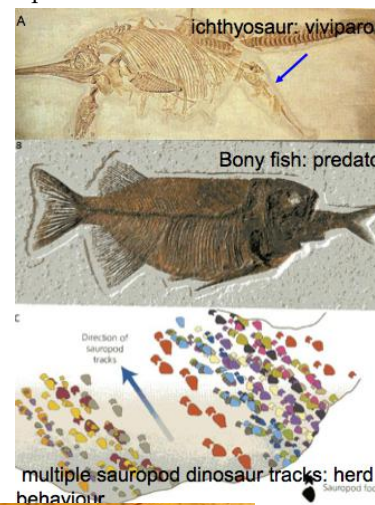 A
ichthyosaur: viviparo
B
Bony fish: predato
C
Direction of
sauropod
tracks
multiple sauropod dinosaur tracks: herd
behaviour
Sauropod foo